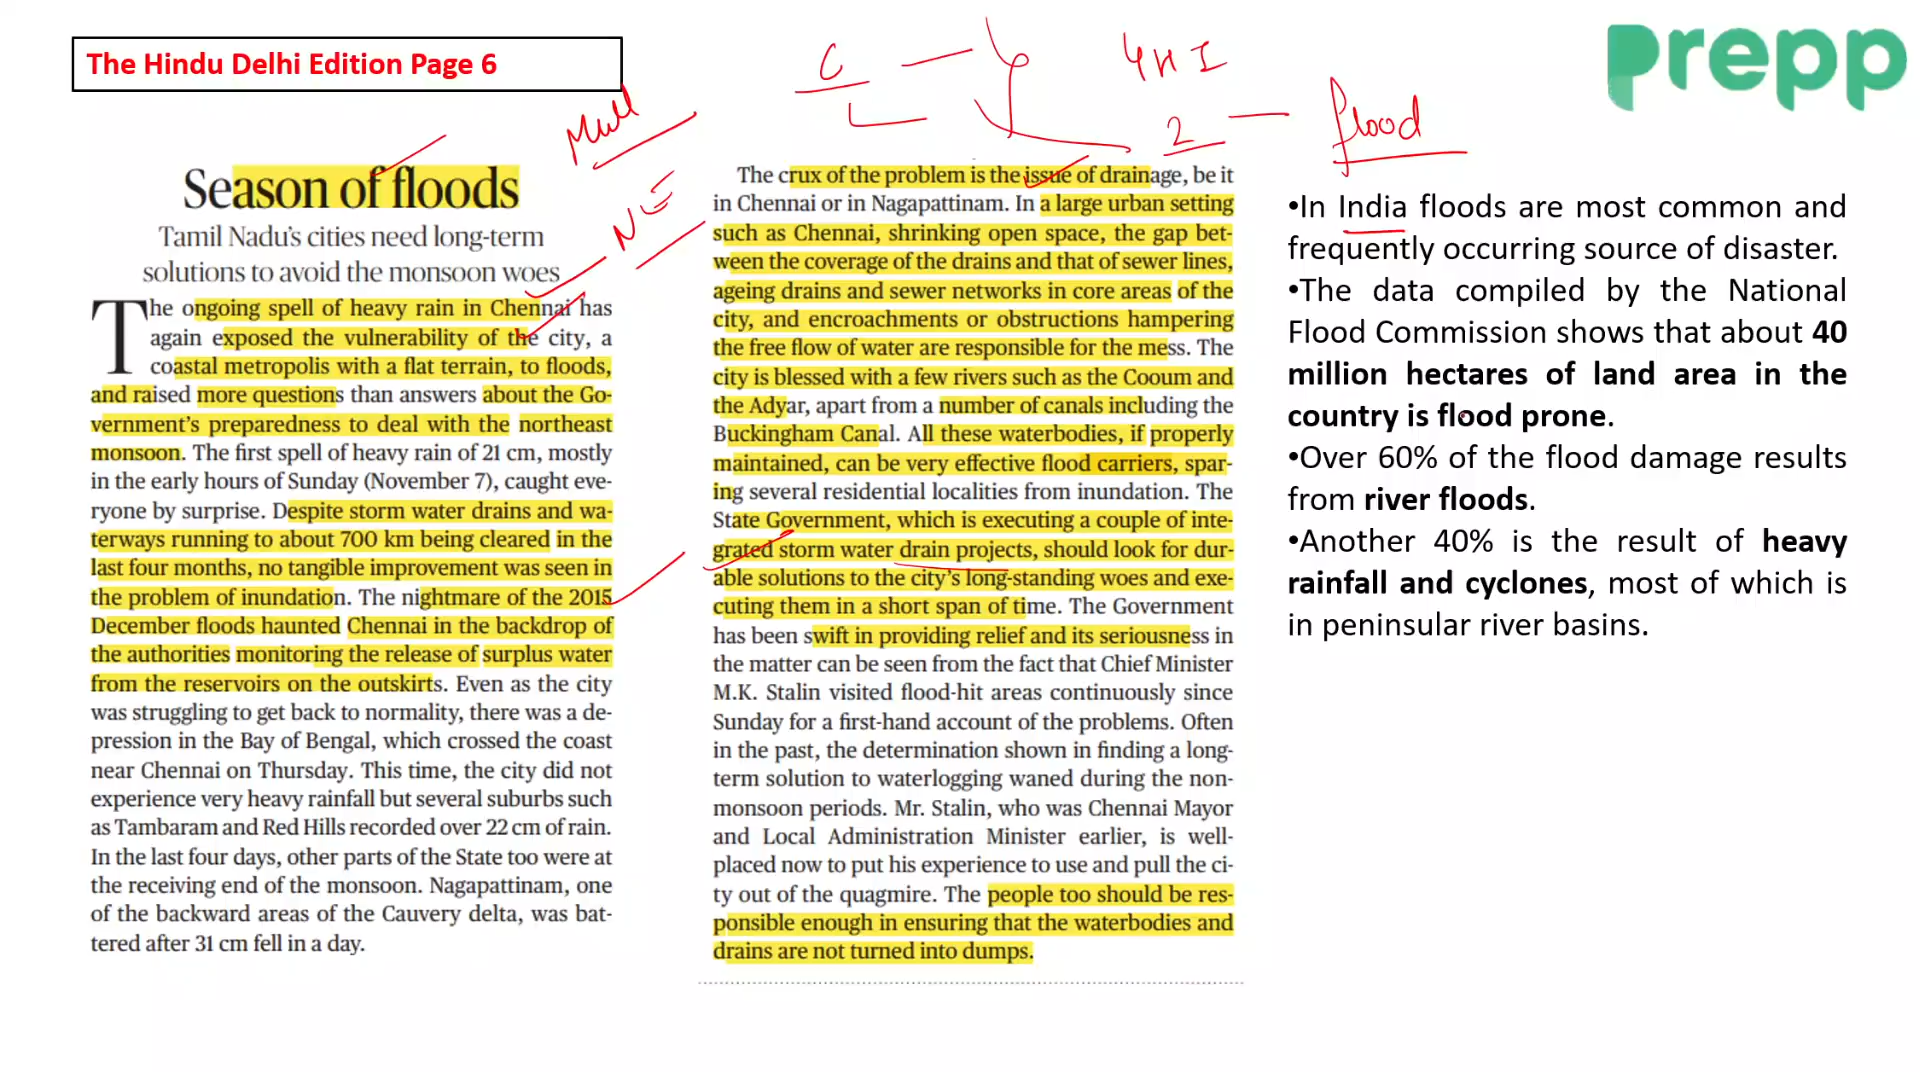 The Hindu Delhi Edition Page 6
prepp
C
4 H I
2
flood
Mull
NE
Season of floods
Tamil Nadu's cities need long-term
solutions to avoid the monsoon woes
The ongoing spell of heavy rain in Chennai has
again exposed the vulnerability of the city, a
coastal metropolis with a flat terrain, to floods,
and raised more questions than answers about the Go-
vernment's preparedness to deal with the northeast
monsoon. The first spell of heavy rain of 21 cm, mostly
in the early hours of Sunday (November 7), caught eve-
ryone by surprise. Despite storm water drains and wa-
terways running to about 700 km being cleared in the
last four months, no tangible improvement was seen in
the problem of inundation. The nightmare of the 2015
December floods haunted Chennai in the backdrop of
the authorities monitoring the release of surplus water
from the reservoirs on the outskirts. Even as the city
was struggling to get back to normality, there was a de-
pression in the Bay of Bengal, which crossed the coast
near Chennai on Thursday. This time, the city did not
experience very heavy rainfall but several suburbs such
as Tambaram and Red Hills recorded over 22 cm of rain.
In the last four days, other parts of the State too were at
the receiving end of the monsoon. Nagapattinam, one
of the backward areas of the Cauvery delta, was bat-
tered after 31 cm fell in a day.
The crux of the problem is the issue of drainage, be it
in Chennai or in Nagapattinam. In a large urban setting
such as Chennai, shrinking open space, the gap bet-
ween the coverage of the drains and that of sewer lines,
ageing drains and sewer networks in core areas of the
city, and encroachments or obstructions hampering
the free flow of water are responsible for the mess. The
city is blessed with a few rivers such as the Cooum and
the Adyar, apart from a number of canals including the
Buckingham Canal. All these waterbodies, if properly
maintained, can be very effective flood carriers, spar-
ing several residential localities from inundation. The
State Government, which is executing a couple of inte-
grated storm water drain projects, should look for dur-
able solutions to the city's long-standing woes and exe-
cuting them in a short span of time. The Government
has been swift in providing relief and its seriousness in
the matter can be seen from the fact that Chief Minister
M.K. Stalin visited flood-hit areas continuously since
Sunday for a first-hand account of the problems. Often
in the past, the determination shown in finding a long-
term solution to waterlogging waned during the non-
monsoon periods. Mr. Stalin, who was Chennai Mayor
and Local Administration Minister earlier, is well-
placed now to put his experience to use and pull the ci-
ty out of the quagmire. The people too should be res-
ponsible enough in ensuring that the waterbodies and
drains are not turned into dumps.
•In India floods are most common and
frequently occurring source of disaster.
•The data compiled by the National
Flood Commission shows that about 40
million hectares of land area in the
country is flood prone.
•Over 60% of the flood damage results
from river floods.
•Another 40% is the result of heavy
rainfall and cyclones, most of which is
in peninsular river basins.